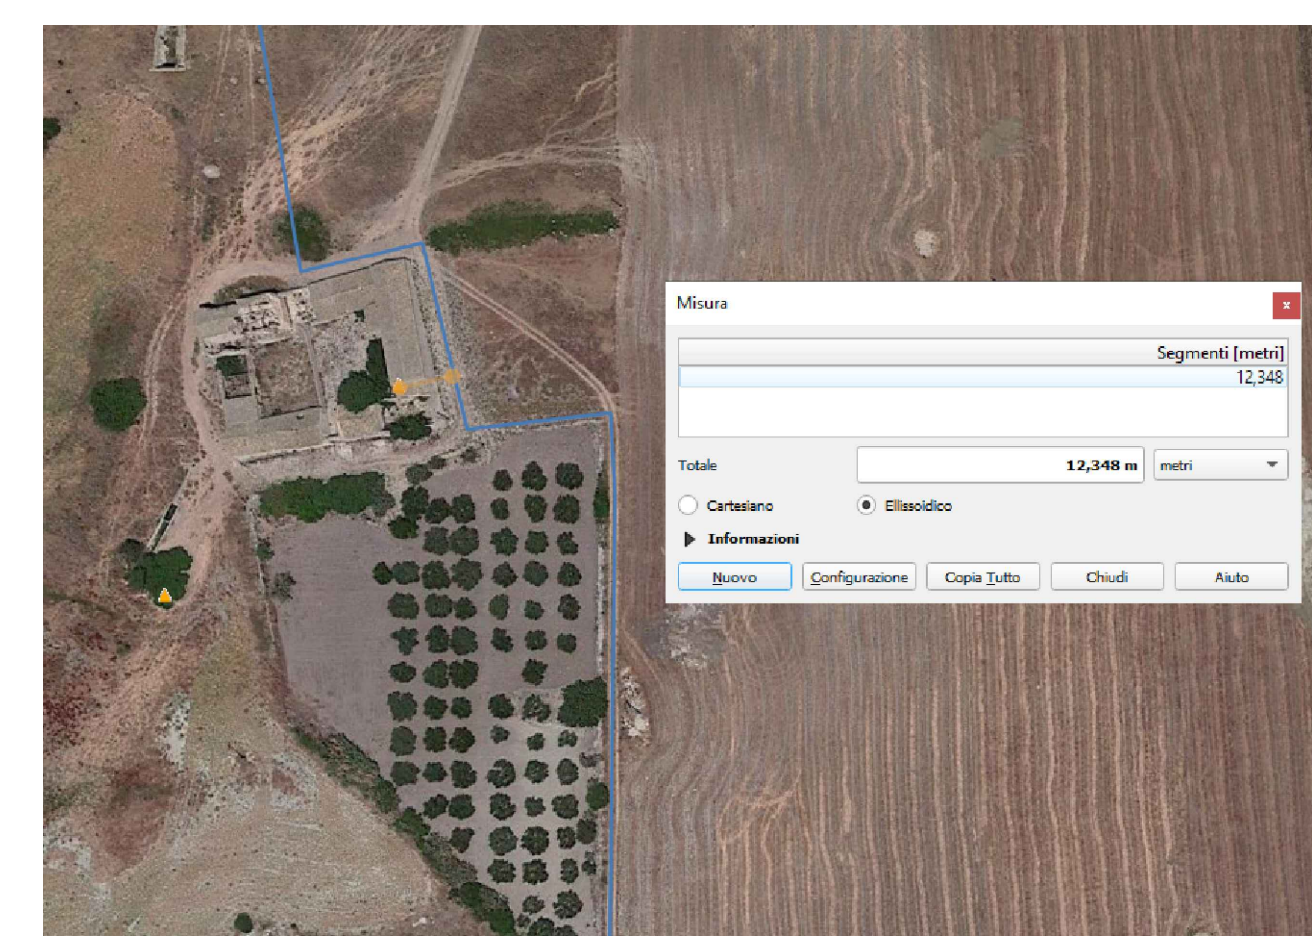 Misura
x
Segmenti [metri]
12,348
Totale 12,348 m metri
Cartesiano Ellissoidico
Informazioni
Nuovo Configurazione Copia Tutto Chiudi Aiuto